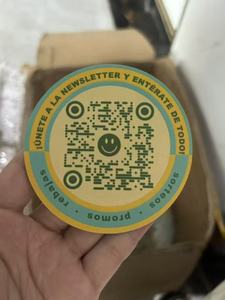 ¡ÚNETE A LA NEWSLETTER Y ENTÉRATE DE TODO!
rebajas · promos · sorteos